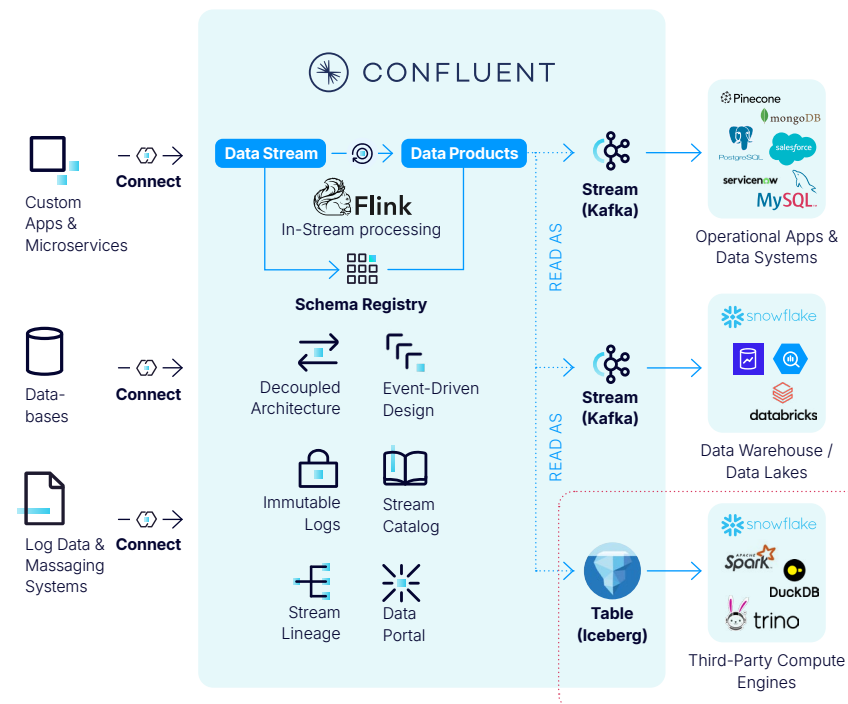 CONFLUENT
Custom
Apps &
Microservices
Connect
Data-
bases
Connect
Log Data &
Massaging
Systems
Connect
Data Stream
Data Products
Flink
In-Stream processing
Schema Registry
Decoupled
Architecture
Event-Driven
Design
Immutable
Logs
Stream
Catalog
Stream
Lineage
Data
Portal
READ AS
READ AS
Stream
(Kafka)
Stream
(Kafka)
Table
(Iceberg)
Pinecone
mongoDB
PostgreSQL
salesforce
servicenow
MySQL™
Operational Apps &
Data Systems
snowflake
databricks
Data Warehouse /
Data Lakes
snowflake
APACHE
Spark™
DuckDB
trino
Third-Party Compute
Engines